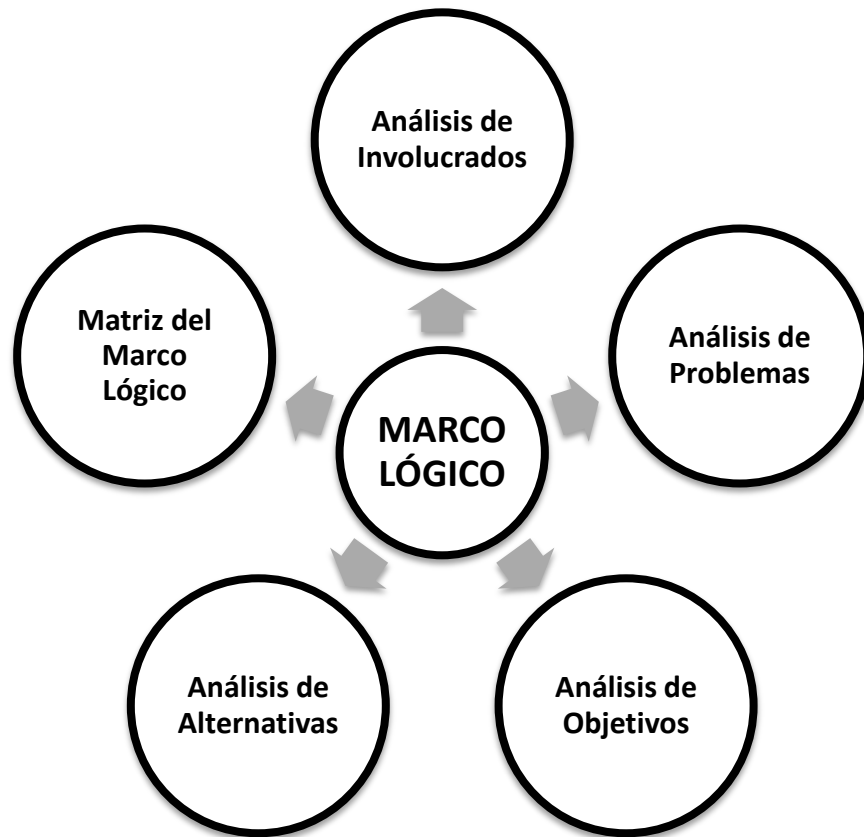 Análisis de
Involucrados
Matriz del
Marco
Lógico
Análisis de
Problemas
MARCO
LÓGICO
Análisis de
Alternativas
Análisis de
Objetivos